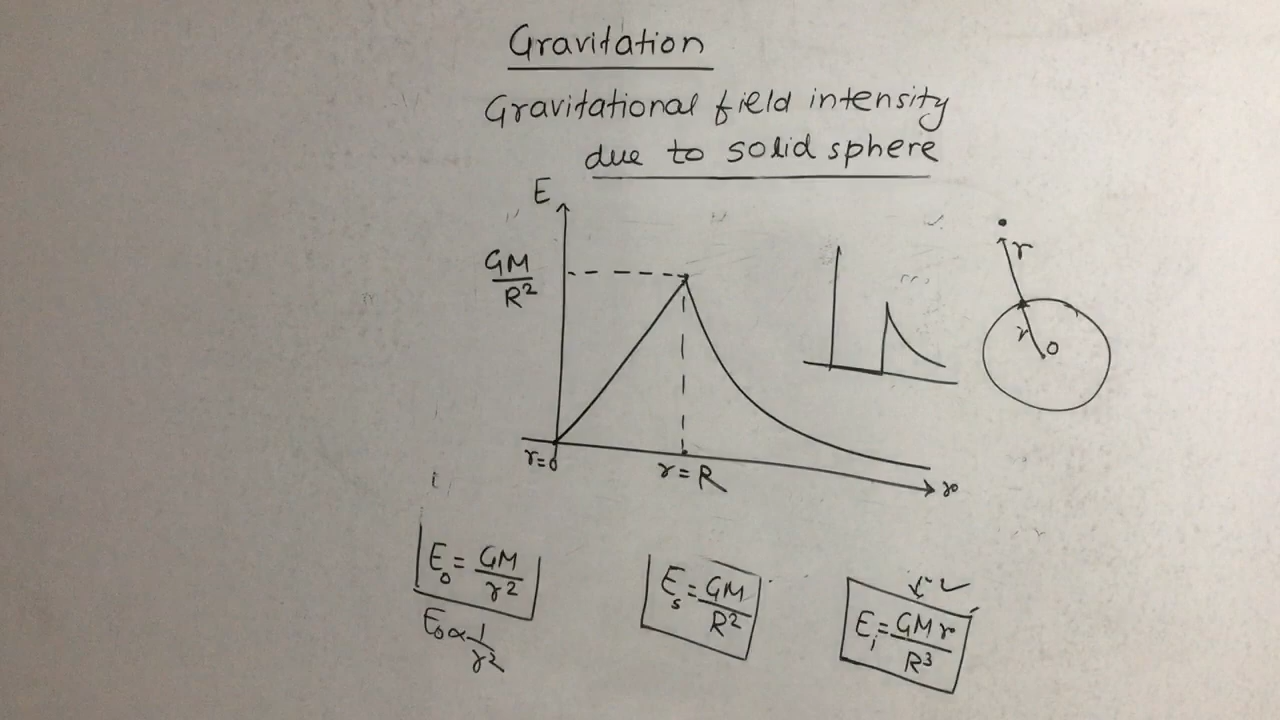 Gravitation
Gravitational field intensity
due to solid sphere
E
GM/R²
r
r
O
r=0
r=R
E₀=GM/r²
Eₛ=GM/R²
Eᵢ=GMr/R³
E₀∝1/r²